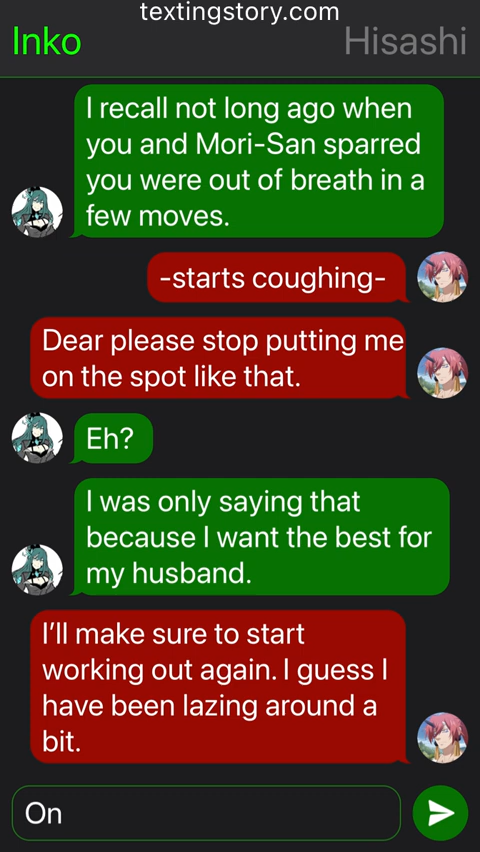 textingstory.com
Inko
Hisashi
I recall not long ago when
you and Mori-San sparred
you were out of breath in a
few moves.
-starts coughing-
Dear please stop putting me
on the spot like that.
Eh?
I was only saying that
because I want the best for
my husband.
I’ll make sure to start
working out again. I guess I
have been lazing around a
bit.
On